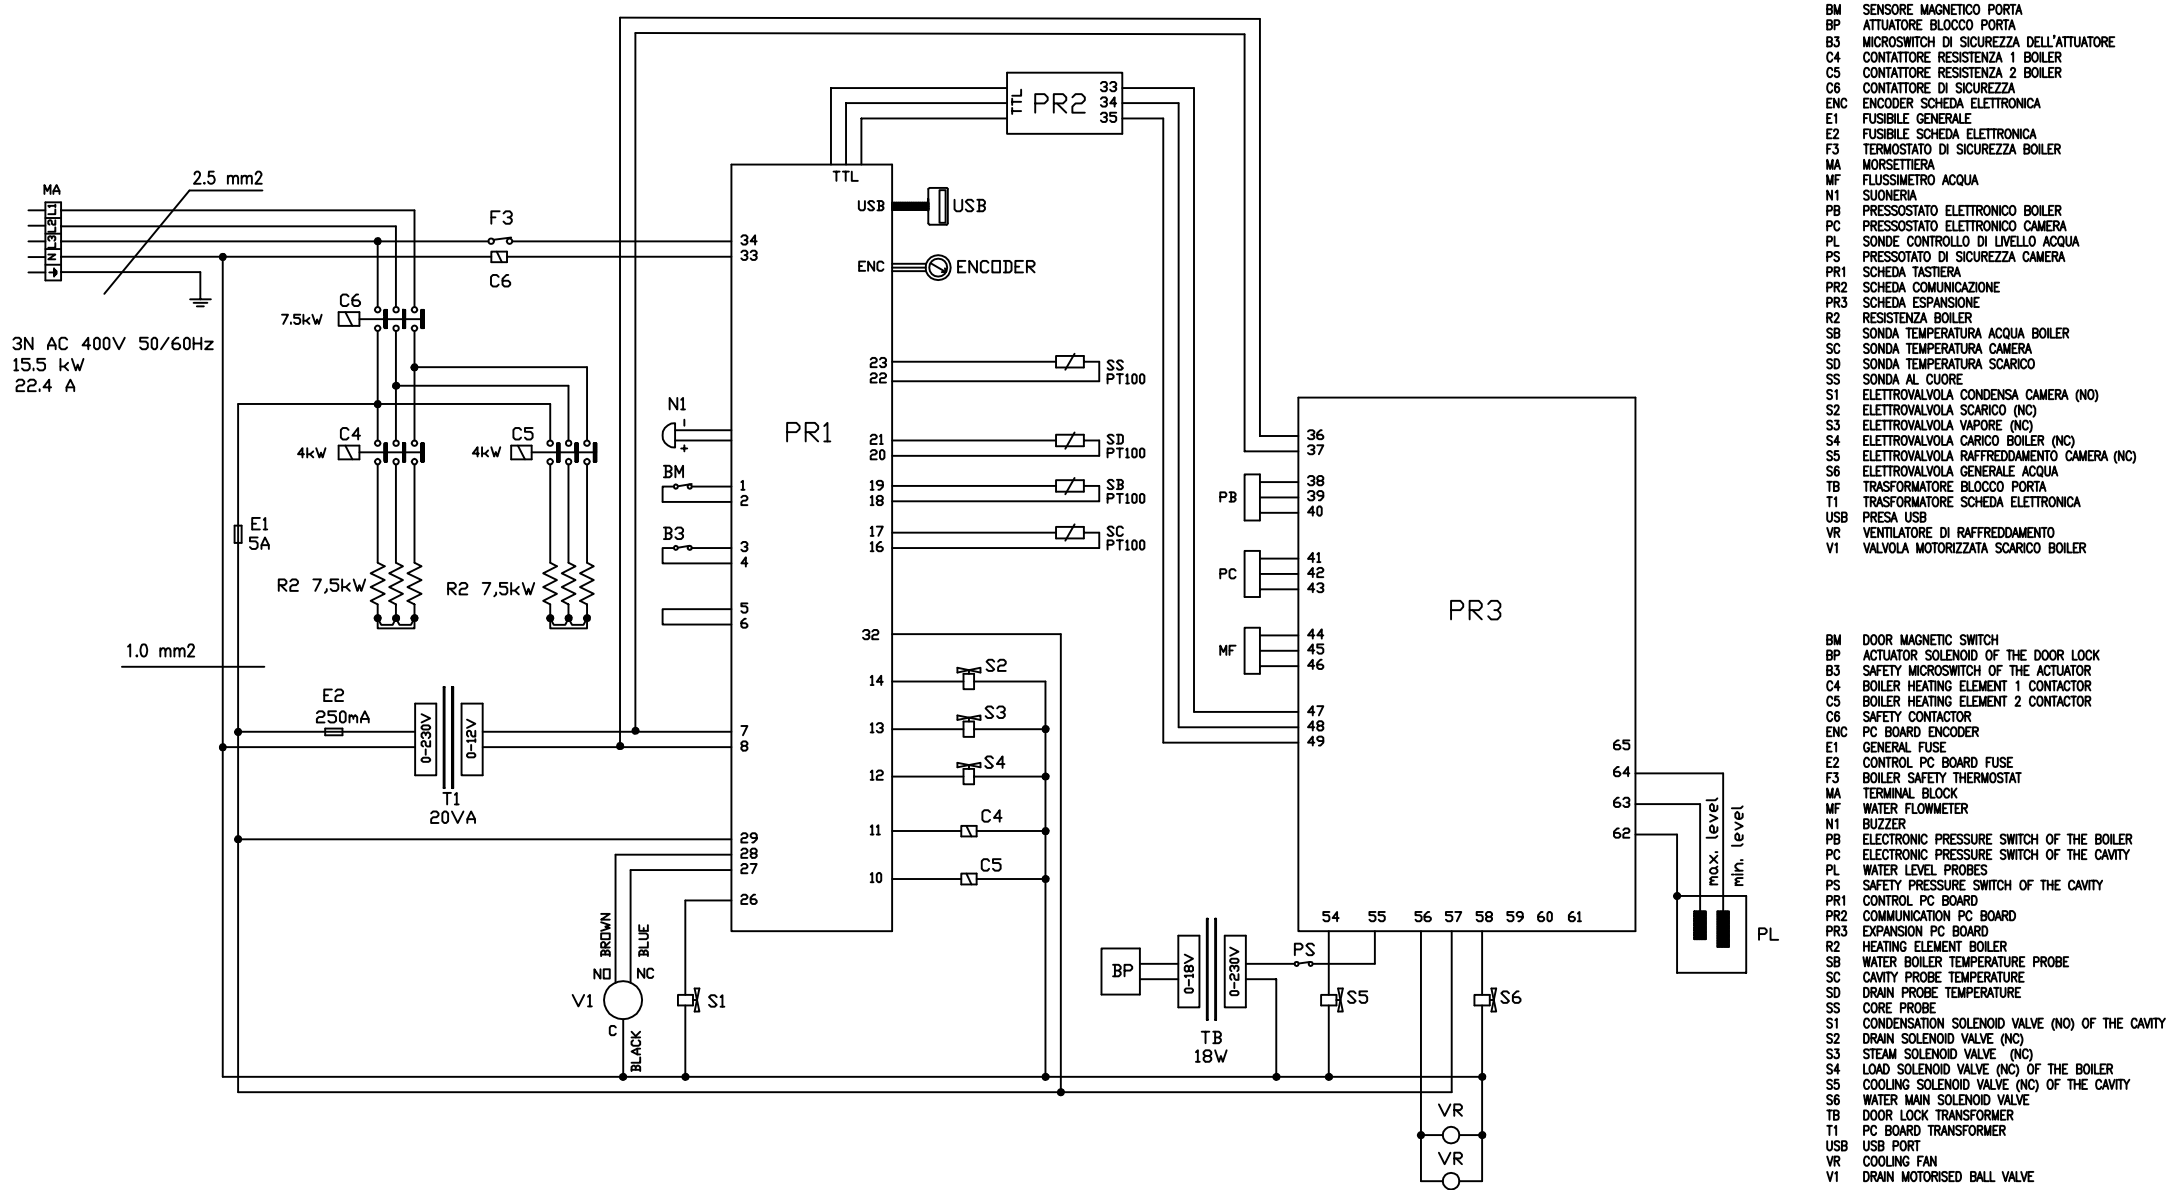 MA
L1
L2
L3
N
2.5 mm2
3N AC 400V 50/60Hz
15.5 kW
22.4 A
F3
C6
C6
7.5kW
C4
4kW
C5
4kW
E1
5A
R2 7,5kW
R2 7,5kW
1.0 mm2
E2
250mA
0-230V
0-12V
T1
20VA
N1
-
+
BM
B3
PR1
TTL
USB
USB
ENC
ENCODER
34
33
1
2
3
4
5
6
7
8
29
28
27
26
23
22
21
20
19
18
17
16
32
14
13
12
11
10
SS
PT100
SD
PT100
SB
PT100
SC
PT100
S2
S3
S4
C4
C5
BROWN
BLUE
NO
NC
V1
C
BLACK
S1
TTL
PR2
33
34
35
PR3
36
37
38
39
40
41
42
43
44
45
46
47
48
49
PB
PC
MF
65
64
63
62
54 55 56 57 58 59 60 61
max. level
min. level
PL
BP
0-18V
0-230V
TB
18W
PS
S5
S6
VR
VR
BM SENSORE MAGNETICO PORTA
BP ATTUATORE BLOCCO PORTA
B3 MICROSWITCH DI SICUREZZA DELL'ATTUATORE
C4 CONTATTORE RESISTENZA 1 BOILER
C5 CONTATTORE RESISTENZA 2 BOILER
C6 CONTATTORE DI SICUREZZA
ENC ENCODER SCHEDA ELETTRONICA
E1 FUSIBILE GENERALE
E2 FUSIBILE SCHEDA ELETTRONICA
F3 TERMOSTATO DI SICUREZZA BOILER
MA MORSETTIERA
MF FLUSSIMETRO ACQUA
N1 SUONERIA
PB PRESSOSTATO ELETTRONICO BOILER
PC PRESSOSTATO ELETTRONICO CAMERA
PL SONDE CONTROLLO DI LIVELLO ACQUA
PS PRESSOTATO DI SICUREZZA CAMERA
PR1 SCHEDA TASTIERA
PR2 SCHEDA COMUNICAZIONE
PR3 SCHEDA ESPANSIONE
R2 RESISTENZA BOILER
SB SONDA TEMPERATURA ACQUA BOILER
SC SONDA TEMPERATURA CAMERA
SD SONDA TEMPERATURA SCARICO
SS SONDA AL CUORE
S1 ELETTROVALVOLA CONDENSA CAMERA (NO)
S2 ELETTROVALVOLA SCARICO (NC)
S3 ELETTROVALVOLA VAPORE (NC)
S4 ELETTROVALVOLA CARICO BOILER (NC)
S5 ELETTROVALVOLA RAFFREDDAMENTO CAMERA (NC)
S6 ELETTROVALVOLA GENERALE ACQUA
TB TRASFORMATORE BLOCCO PORTA
T1 TRASFORMATORE SCHEDA ELETTRONICA
USB PRESA USB
VR VENTILATORE DI RAFFREDDAMENTO
V1 VALVOLA MOTORIZZATA SCARICO BOILER
BM DOOR MAGNETIC SWITCH
BP ACTUATOR SOLENOID OF THE DOOR LOCK
B3 SAFETY MICROSWITCH OF THE ACTUATOR
C4 BOILER HEATING ELEMENT 1 CONTACTOR
C5 BOILER HEATING ELEMENT 2 CONTACTOR
C6 SAFETY CONTACTOR
ENC PC BOARD ENCODER
E1 GENERAL FUSE
E2 CONTROL PC BOARD FUSE
F3 BOILER SAFETY THERMOSTAT
MA TERMINAL BLOCK
MF WATER FLOWMETER
N1 BUZZER
PB ELECTRONIC PRESSURE SWITCH OF THE BOILER
PC ELECTRONIC PRESSURE SWITCH OF THE CAVITY
PL WATER LEVEL PROBES
PS SAFETY PRESSURE SWITCH OF THE CAVITY
PR1 CONTROL PC BOARD
PR2 COMMUNICATION PC BOARD
PR3 EXPANSION PC BOARD
R2 HEATING ELEMENT BOILER
SB WATER BOILER TEMPERATURE PROBE
SC CAVITY PROBE TEMPERATURE
SD DRAIN PROBE TEMPERATURE
SS CORE PROBE
S1 CONDENSATION SOLENOID VALVE (NO) OF THE CAVITY
S2 DRAIN SOLENOID VALVE (NC)
S3 STEAM SOLENOID VALVE (NC)
S4 LOAD SOLENOID VALVE (NC) OF THE BOILER
S5 COOLING SOLENOID VALVE (NC) OF THE CAVITY
S6 WATER MAIN SOLENOID VALVE
TB DOOR LOCK TRANSFORMER
T1 PC BOARD TRANSFORMER
USB USB PORT
VR COOLING FAN
V1 DRAIN MOTORISED BALL VALVE